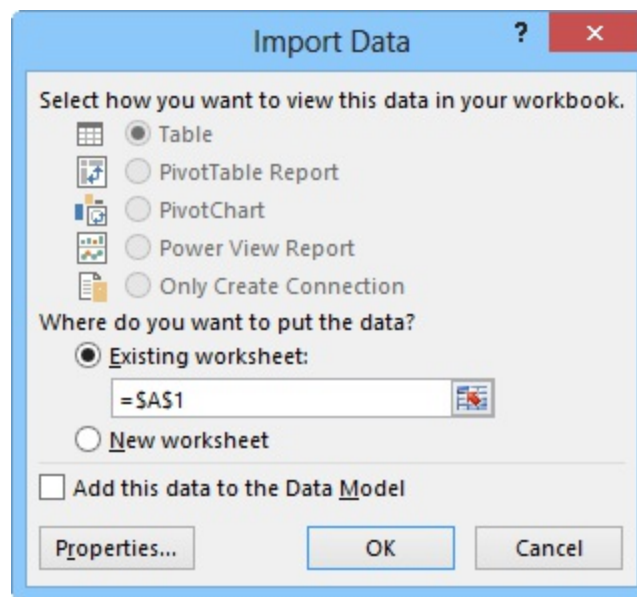 Import Data
?
Select how you want to view this data in your workbook.
Table
PivotTable Report
PivotChart
Power View Report
Only Create Connection
Where do you want to put the data?
Existing worksheet:
=$A$1
New worksheet
Add this data to the Data Model
Properties... OK Cancel